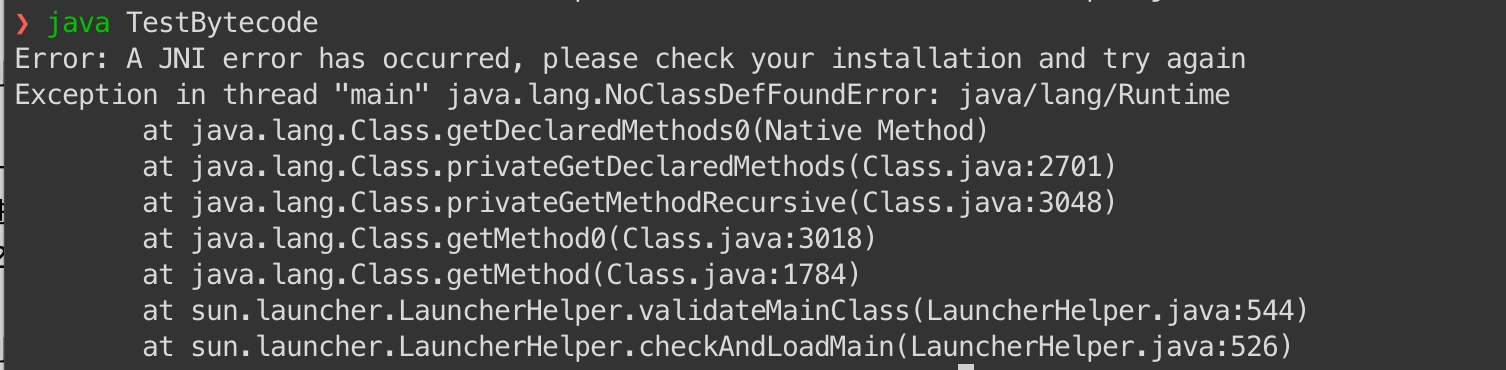 ❯ java TestBytecode
Error: A JNI error has occurred, please check your installation and try again
Exception in thread "main" java.lang.NoClassDefFoundError: java/lang/Runtime
        at java.lang.Class.getDeclaredMethods0(Native Method)
        at java.lang.Class.privateGetDeclaredMethods(Class.java:2701)
        at java.lang.Class.privateGetMethodRecursive(Class.java:3048)
        at java.lang.Class.getMethod0(Class.java:3018)
        at java.lang.Class.getMethod(Class.java:1784)
        at sun.launcher.LauncherHelper.validateMainClass(LauncherHelper.java:544)
        at sun.launcher.LauncherHelper.checkAndLoadMain(LauncherHelper.java:526)